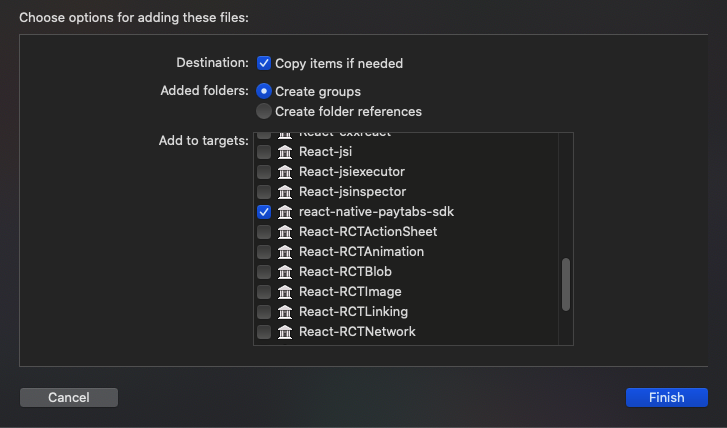 Choose options for adding these files:
Destination: Copy items if needed
Added folders: Create groups
Create folder references
Add to targets: React-cxxreact
React-jsi
React-jsiexecutor
React-jsinspector
react-native-paytabs-sdk
React-RCTActionSheet
React-RCTAnimation
React-RCTBlob
React-RCTImage
React-RCTLinking
React-RCTNetwork
Cancel Finish